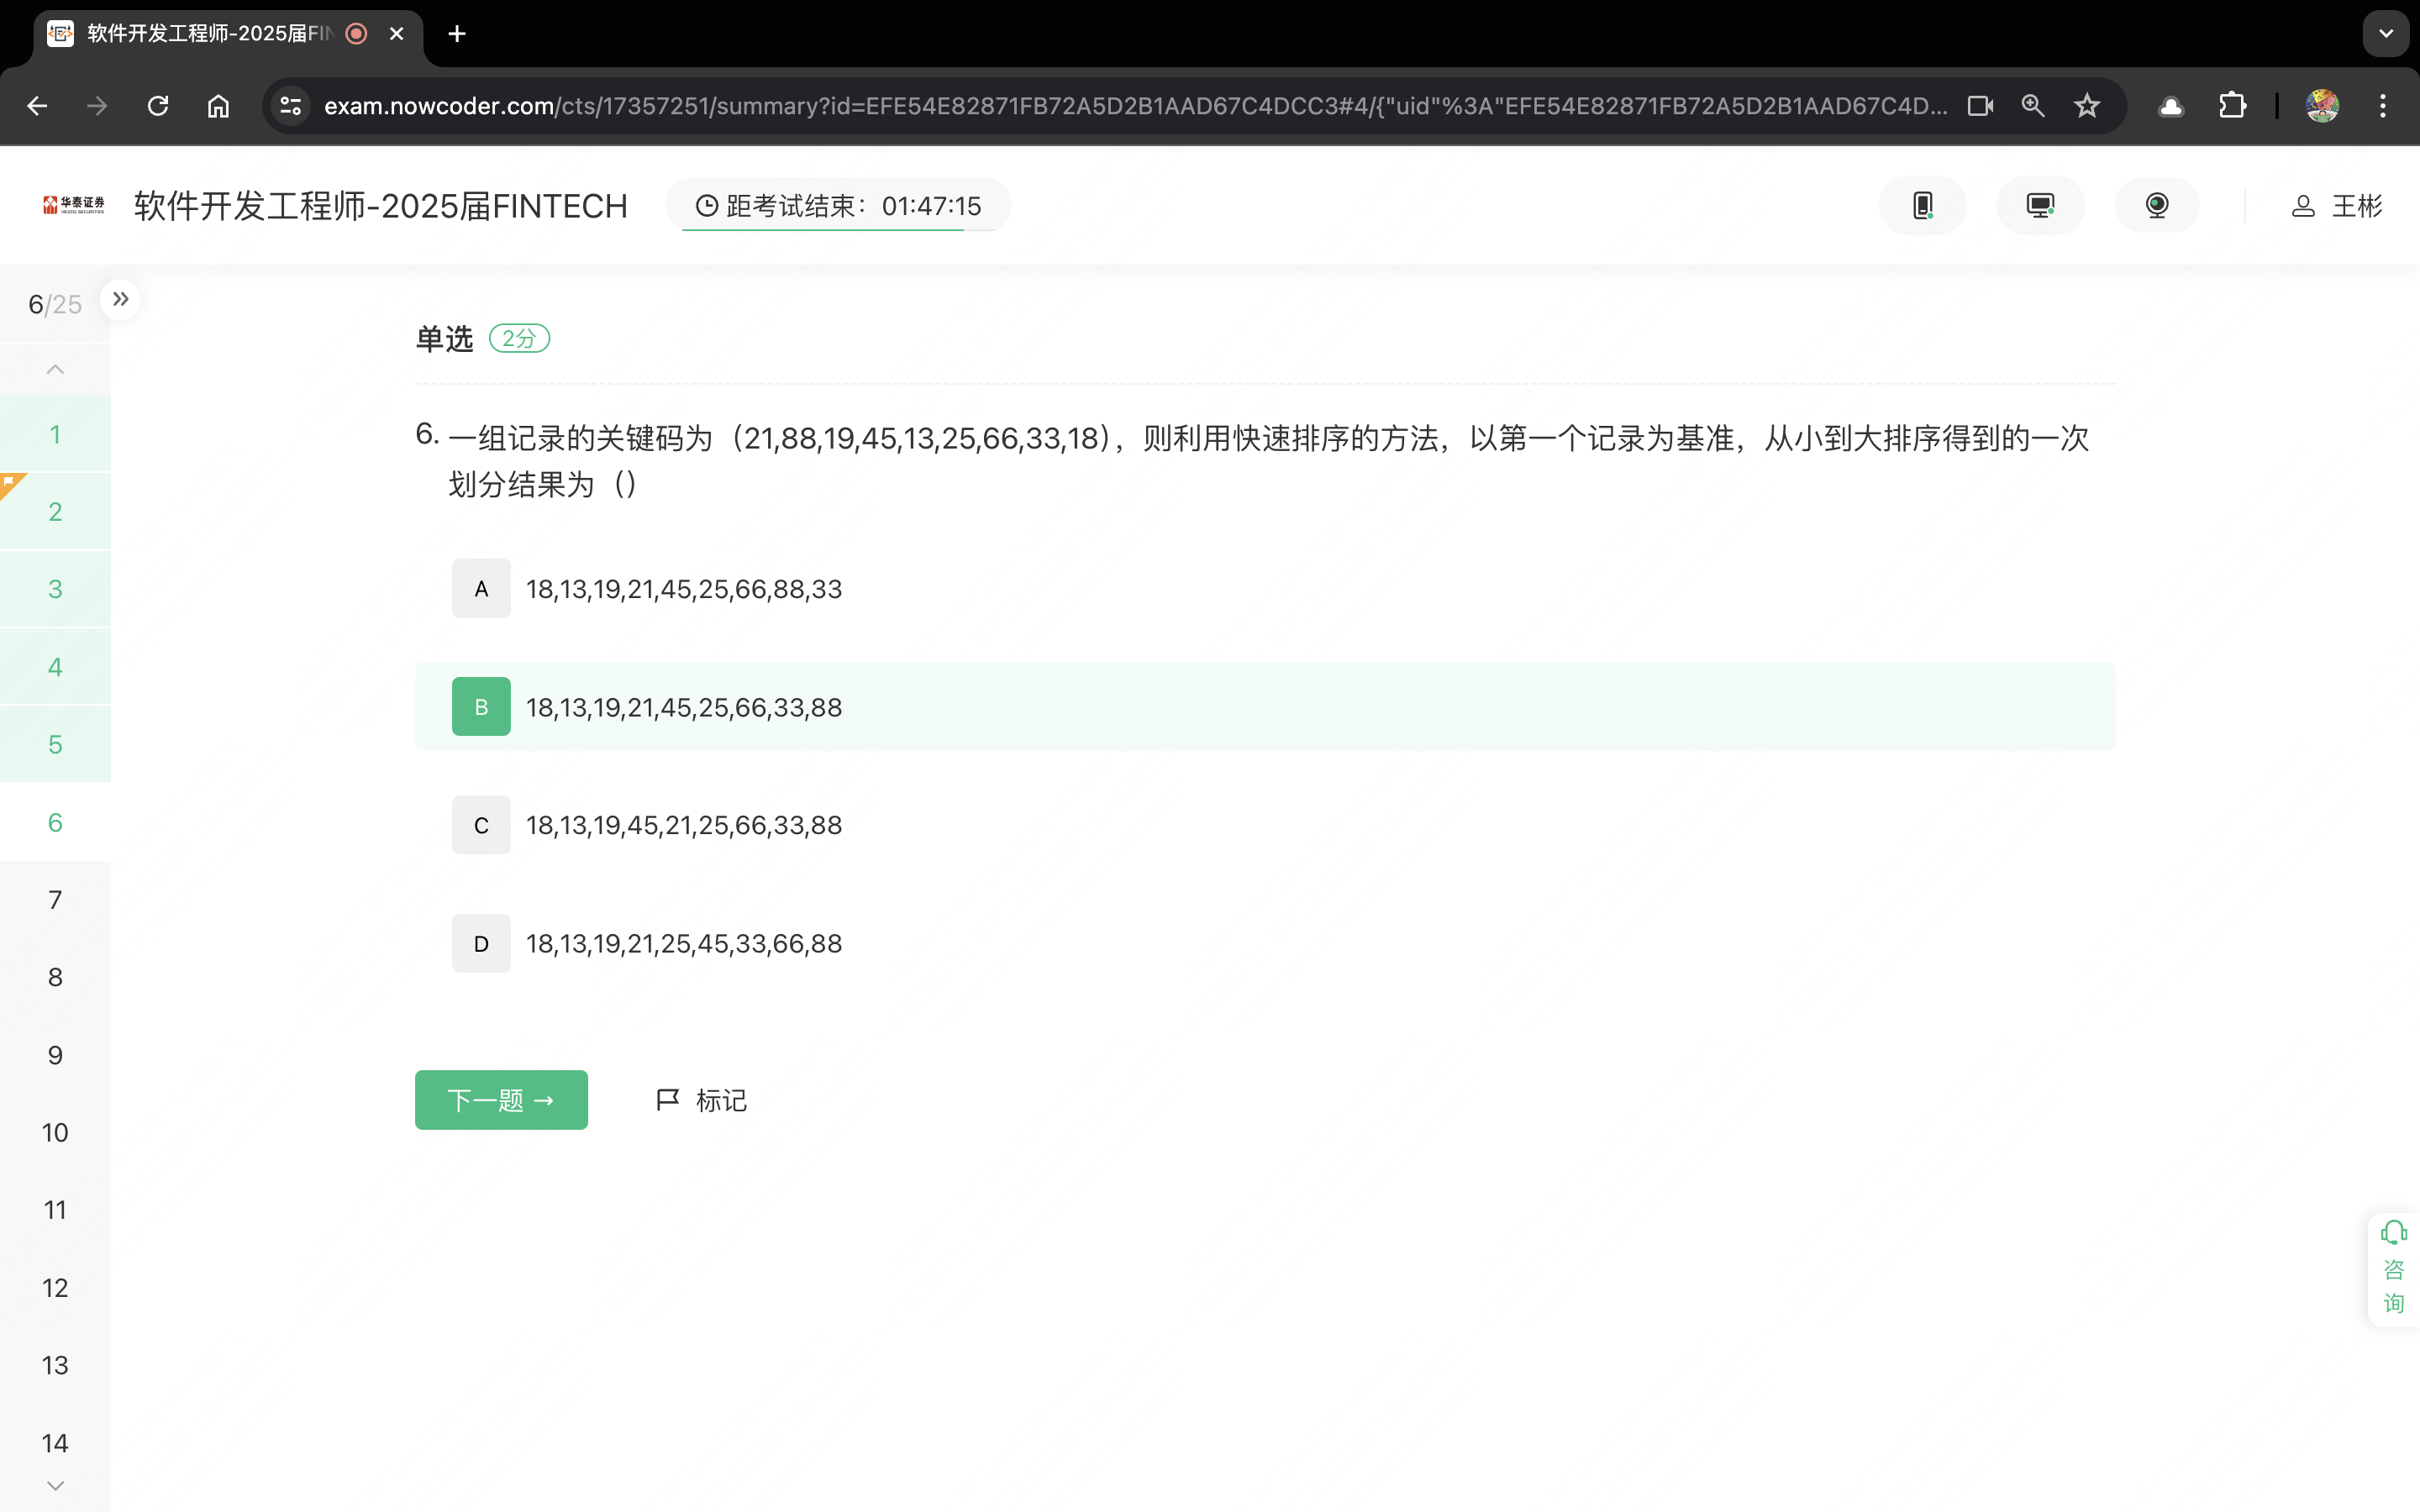 软件开发工程师-2025届FIN
exam.nowcoder.com/cts/17357251/summary?id=EFE54E82871FB72A5D2B1AAD67C4DCC3#4/{"uid"%3A"EFE54E82871FB72A5D2B1AAD67C4D...
华泰证券
HUATAI SECURITIES
软件开发工程师-2025届FINTECH
距考试结束：01:47:15
王彬
6/25
单选 2分
6. 一组记录的关键码为（21,88,19,45,13,25,66,33,18），则利用快速排序的方法，以第一个记录为基准，从小到大排序得到的一次
划分结果为（）
A 18,13,19,21,45,25,66,88,33
B 18,13,19,21,45,25,66,33,88
C 18,13,19,45,21,25,66,33,88
D 18,13,19,21,25,45,33,66,88
下一题 →
标记
1
2
3
4
5
6
7
8
9
10
11
12
13
14
咨
询